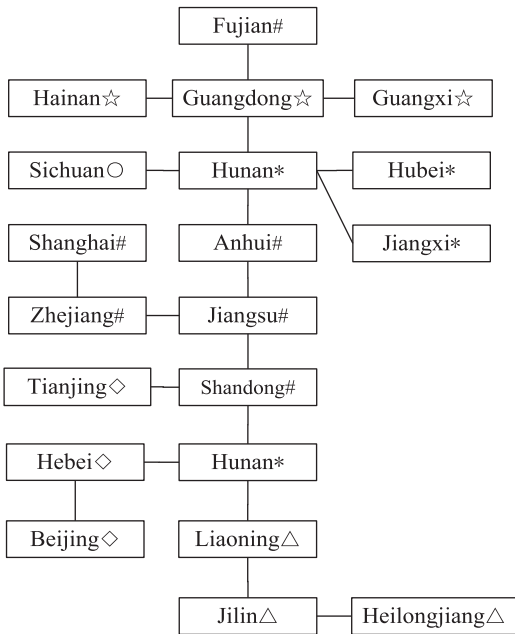 Fujian#
Hainan☆ Guangdong☆ Guangxi☆
Sichuan○ Hunan* Hubei*
Shanghai# Anhui# Jiangxi*
Zhejiang# Jiangsu#
Tianjing◇ Shandong#
Hebei◇ Hunan*
Beijing◇ Liaoning△
Jilin△ Heilongjiang△